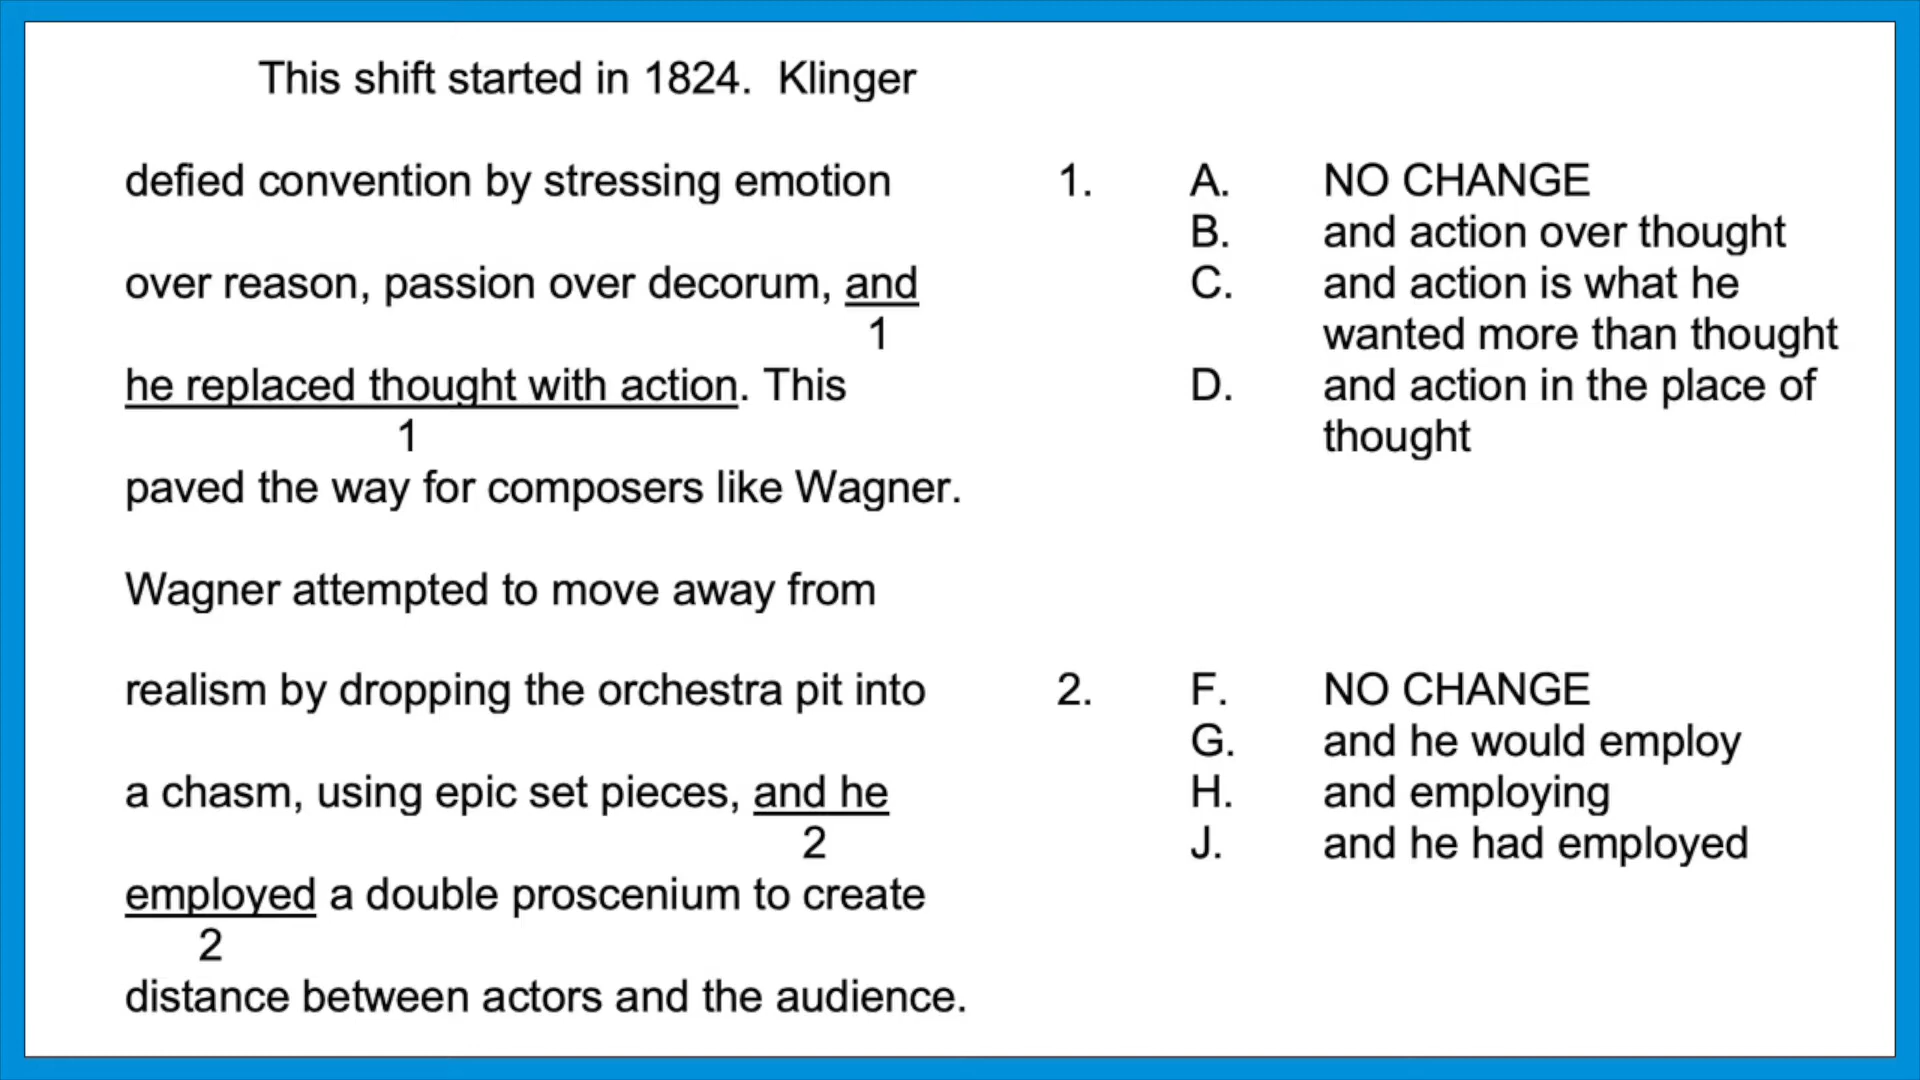 This shift started in 1824. Klinger
defied convention by stressing emotion
over reason, passion over decorum, and
1
he replaced thought with action. This
1
paved the way for composers like Wagner.
Wagner attempted to move away from
realism by dropping the orchestra pit into
a chasm, using epic set pieces, and he
2
employed a double proscenium to create
2
distance between actors and the audience.
1. A. NO CHANGE
B. and action over thought
C. and action is what he
wanted more than thought
D. and action in the place of
thought
2. F. NO CHANGE
G. and he would employ
H. and employing
J. and he had employed